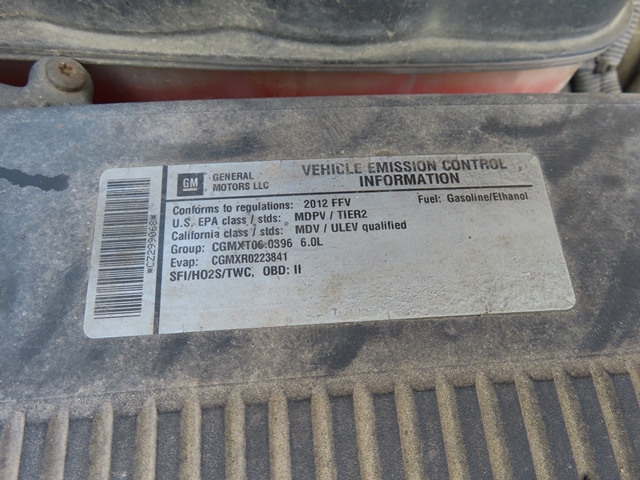 GM GENERAL MOTORS LLC
VEHICLE EMISSION CONTROL INFORMATION
Conforms to regulations: 2012 FFV Fuel: Gasoline/Ethanol
U.S. EPA class / stds: MDPV / TIER2
California class / stds: MDV / ULEV qualified
Group: CGMXT06.0396 6.0L
Evap: CGMXR0223841
SFI/HO2S/TWC, OBD: II
*CZ299068*